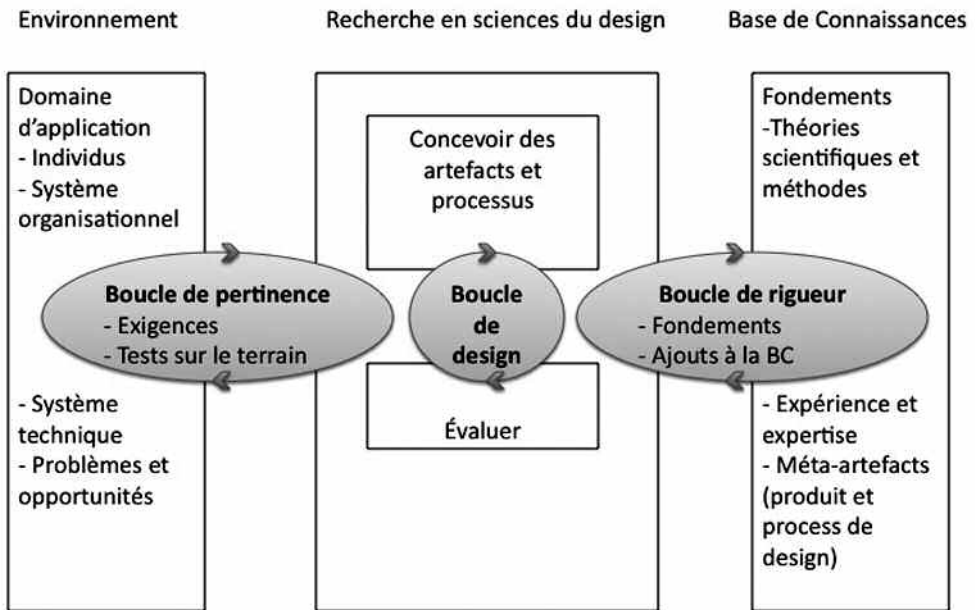 Environnement
Recherche en sciences du design
Base de Connaissances
Domaine
d'application
- Individus
- Système
organisationnel
Boucle de pertinence
- Exigences
- Tests sur le terrain
- Système
technique
- Problèmes et
opportunités
Concevoir des
artefacts et
processus
Boucle
de
design
Évaluer
Fondements
-Théories
scientifiques et
méthodes
Boucle de rigueur
- Fondements
- Ajouts à la BC
- Expérience et
expertise
- Méta-artefacts
(produit et
process de
design)